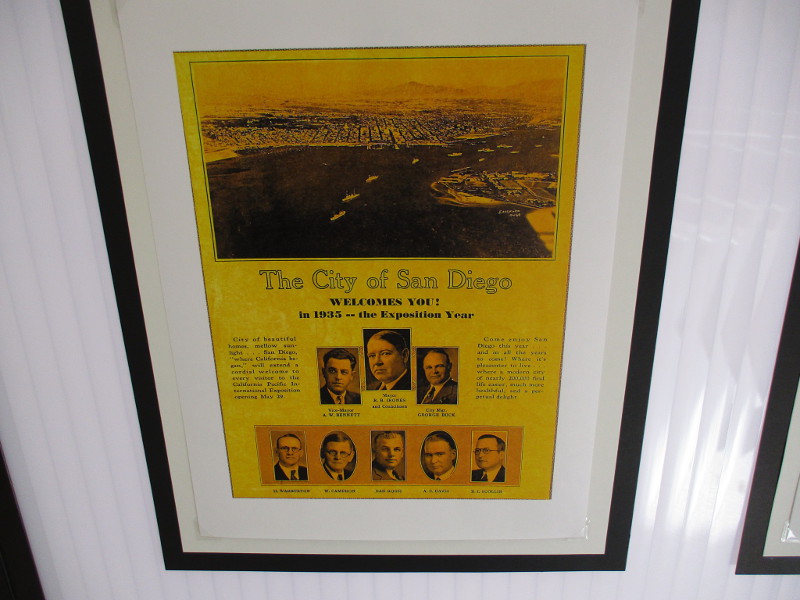 The City of San Diego
WELCOMES YOU!
in 1935 -- the Exposition Year
City of beautiful
homes, mellow sun-
light . . San Diego,
"where California be-
gan," will extend a
cordial welcome to
every visitor to the
California Pacific In-
ternational Exposition
opening May 29.
Come enjoy San
Diego this year . . .
and in all the years
to come! Where it's
pleasanter to live . . .
where a modern city
of nearly 200,000 find
life easier, much more
healthful, and a per-
petual delight.
Mayor
and Councilmen
Vice-Mayor
A. W. BENNETT
City Mgr.
GEORGE BUCK